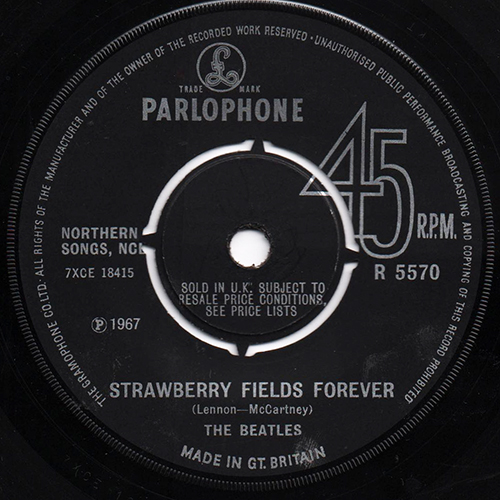 THE GRAMOPHONE CO. LTD. ALL RIGHTS OF THE MANUFACTURER AND OF THE OWNER OF THE RECORDED WORK RESERVED · UNAUTHORISED PUBLIC PERFORMANCE BROADCASTING AND COPYING OF THIS RECORD PROHIBITED
£
TRADE MARK
PARLOPHONE
45
R.P.M.
NORTHERN
SONGS, NCB
R 5570
7XCE 18415
SOLD IN U.K. SUBJECT TO
RESALE PRICE CONDITIONS,
SEE PRICE LISTS
Ⓟ 1967
STRAWBERRY FIELDS FOREVER
(Lennon—McCartney)
THE BEATLES
MADE IN GT. BRITAIN